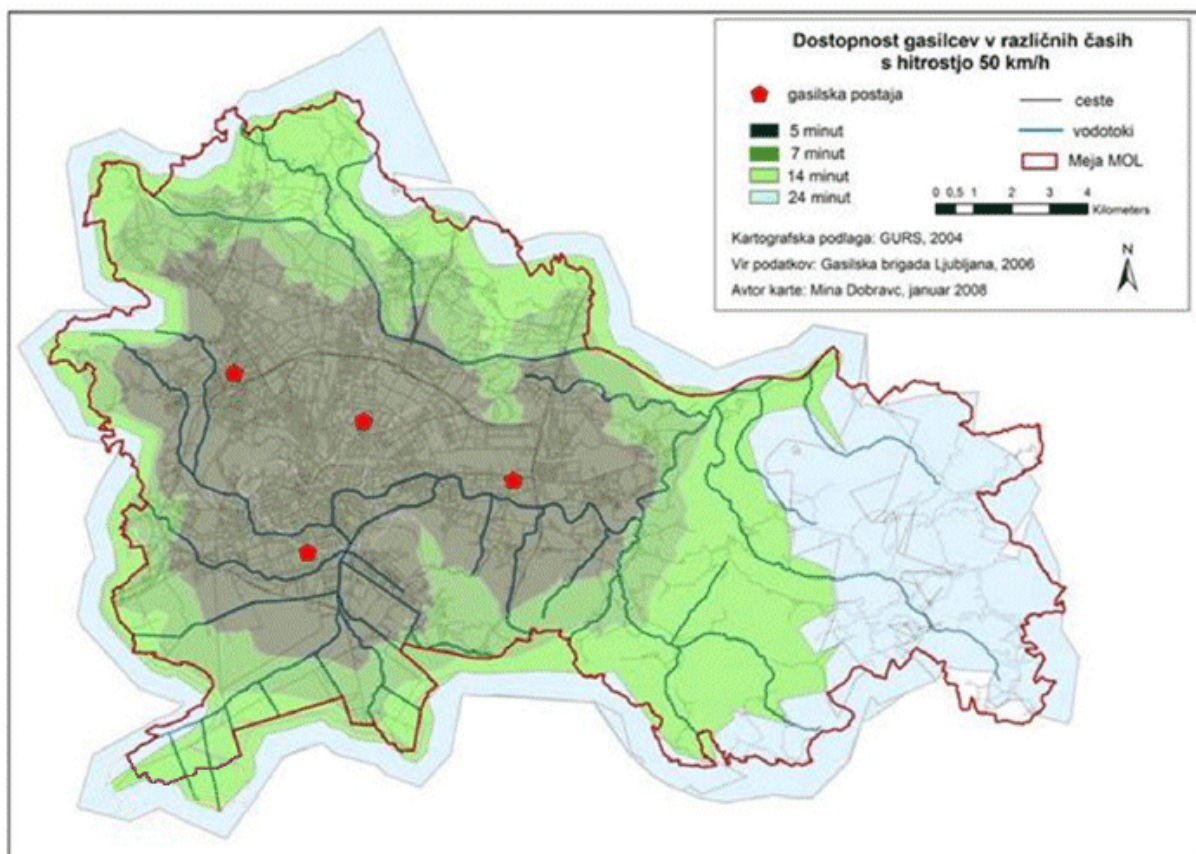 Dostopnost gasilcev v različnih časih
s hitrostjo 50 km/h
gasilska postaja
5 minut
7 minut
14 minut
24 minut
ceste
vodotoki
Meja MOL
0 0,5 1 2 3 4
Kilometers
Kartografska podlaga: GURS, 2004
Vir podatkov: Gasilska brigada Ljubljana, 2006
Avtor karte: Mina Dobravc, januar 2008
N